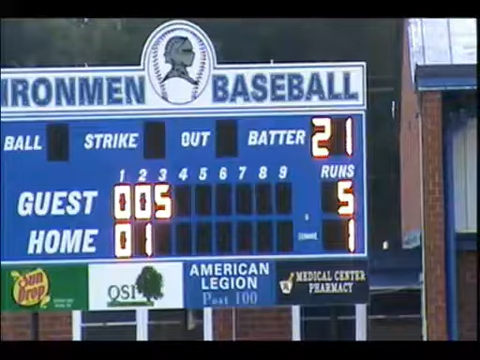 IRONMEN BASEBALL
BALL STRIKE OUT BATTER 21
1 2 3 4 5 6 7 8 9 RUNS
GUEST 0 0 5 5
HOME 0 1 1
SUN DROP
QSI
AMERICAN LEGION
Post 100
MEDICAL CENTER
PHARMACY